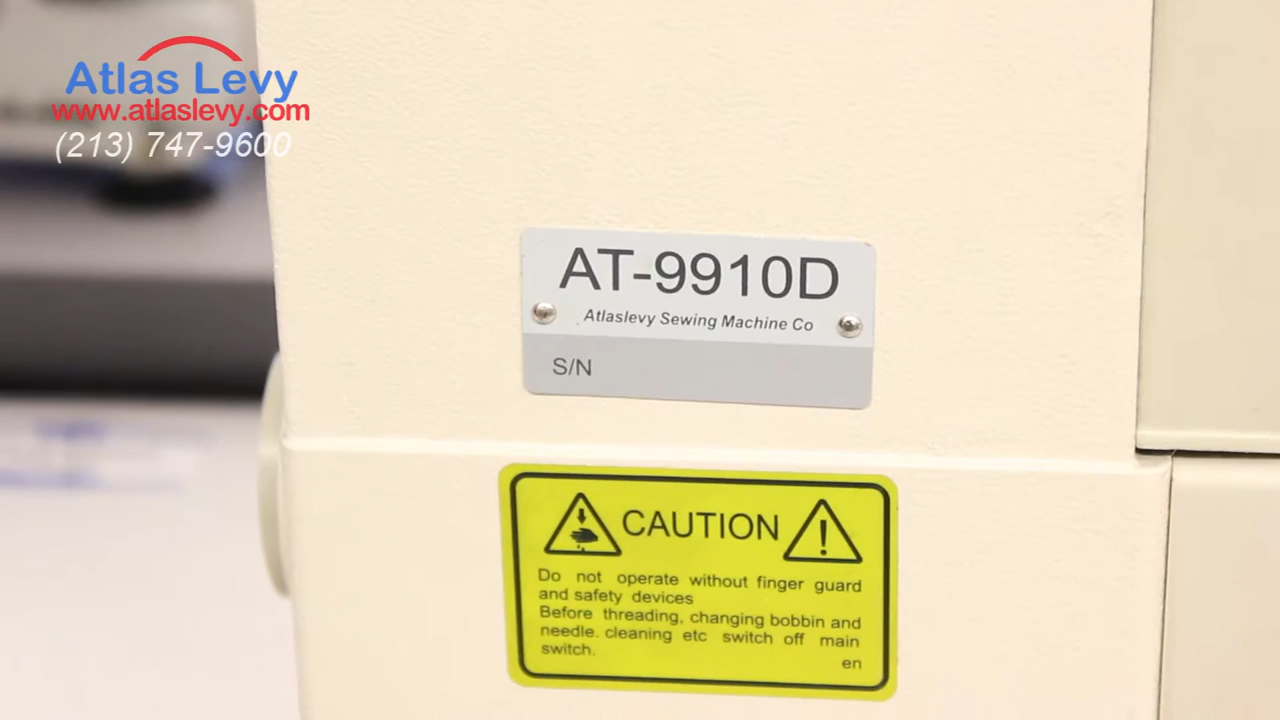 Atlas Levy
www.atlaslevy.com
(213) 747-9600
AT-9910D
Atlaslevy Sewing Machine Co
S/N
CAUTION
Do not operate without finger guard
and safety devices
Before threading, changing bobbin and
needle. cleaning etc switch off main
switch.
en